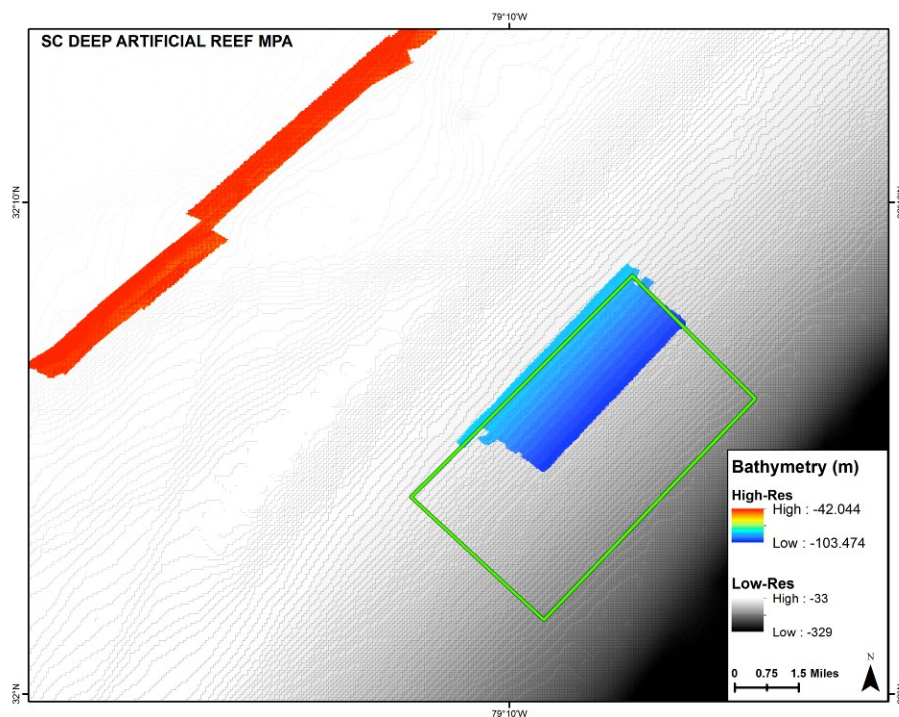 79°10'W
SC DEEP ARTIFICIAL REEF MPA
32°10'N
Bathymetry (m)
High-Res
High : -42.044
Low : -103.474
Low-Res
High : -33
Low : -329
N
0 0.75 1.5 Miles
32°N
79°10'W